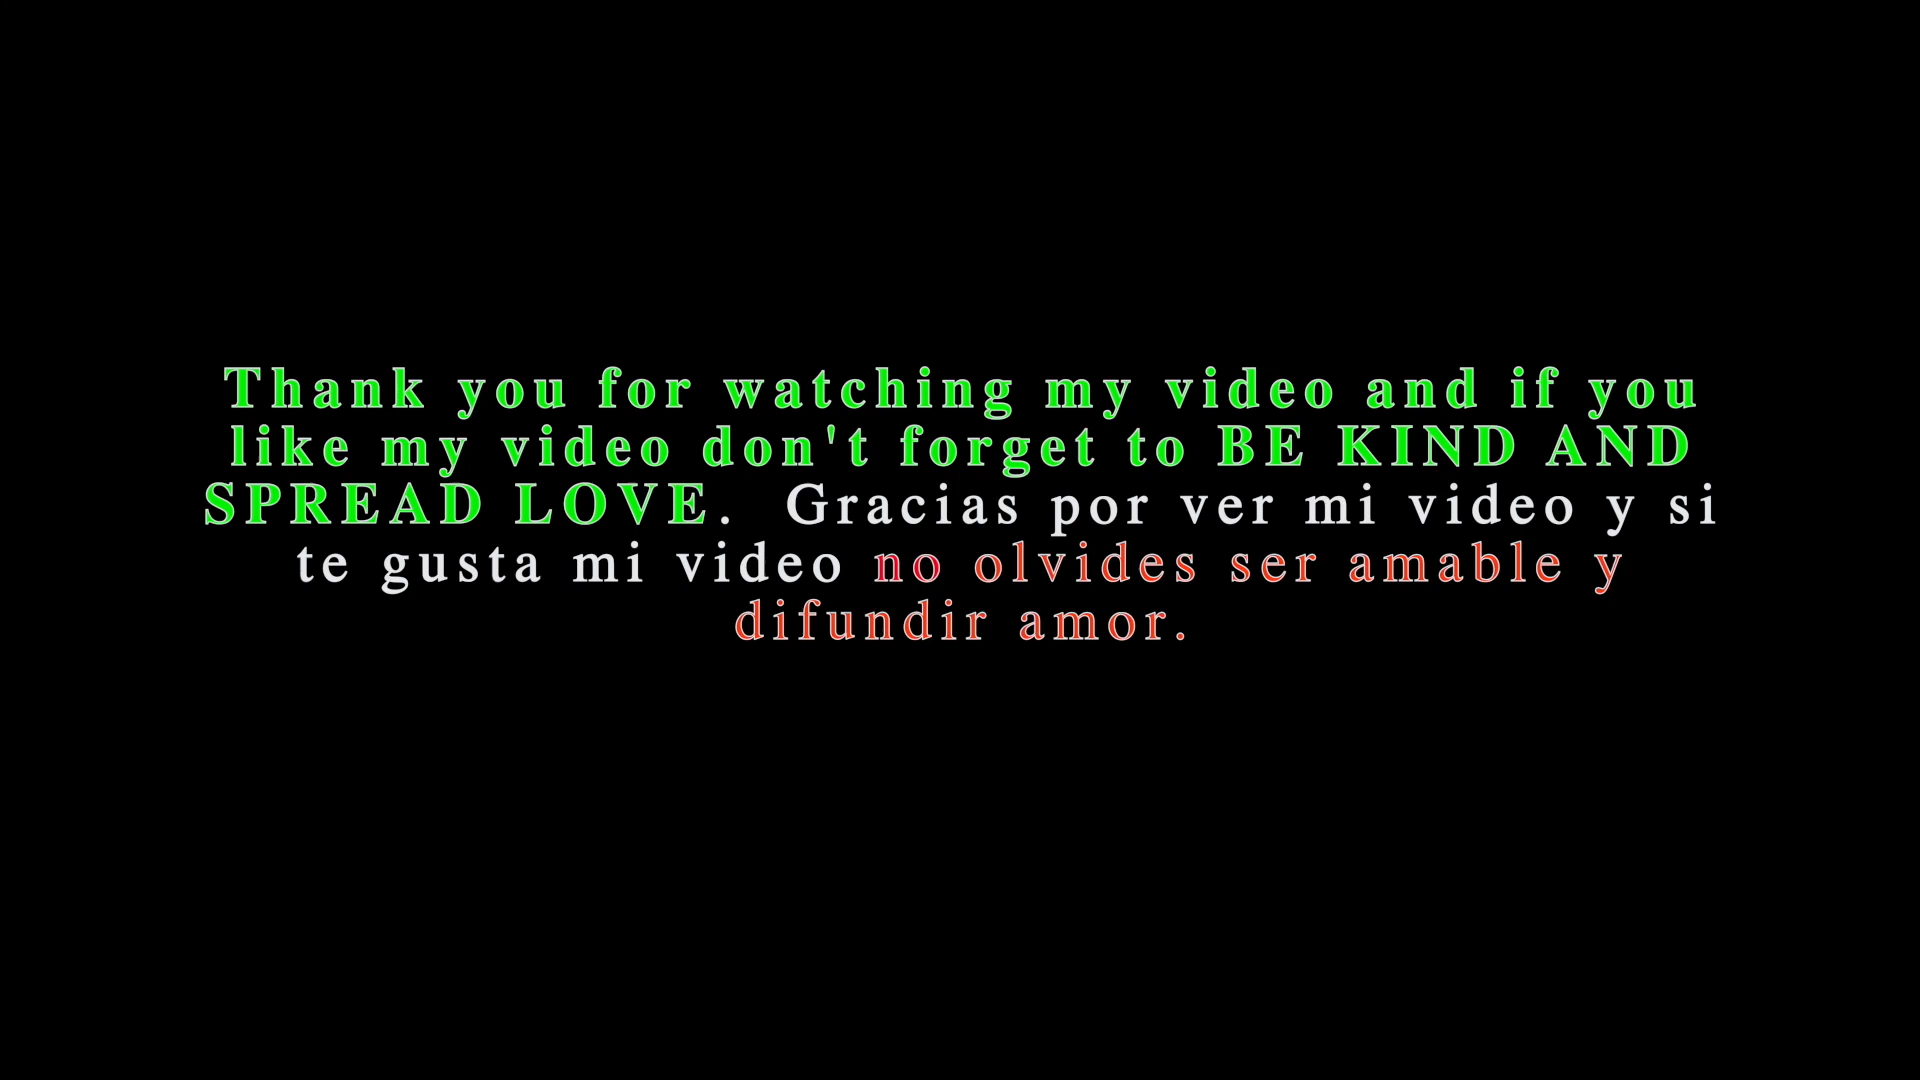 Thank you for watching my video and if you
like my video don't forget to BE KIND AND
SPREAD LOVE.  Gracias por ver mi video y si
te gusta mi video no olvides ser amable y
difundir amor.